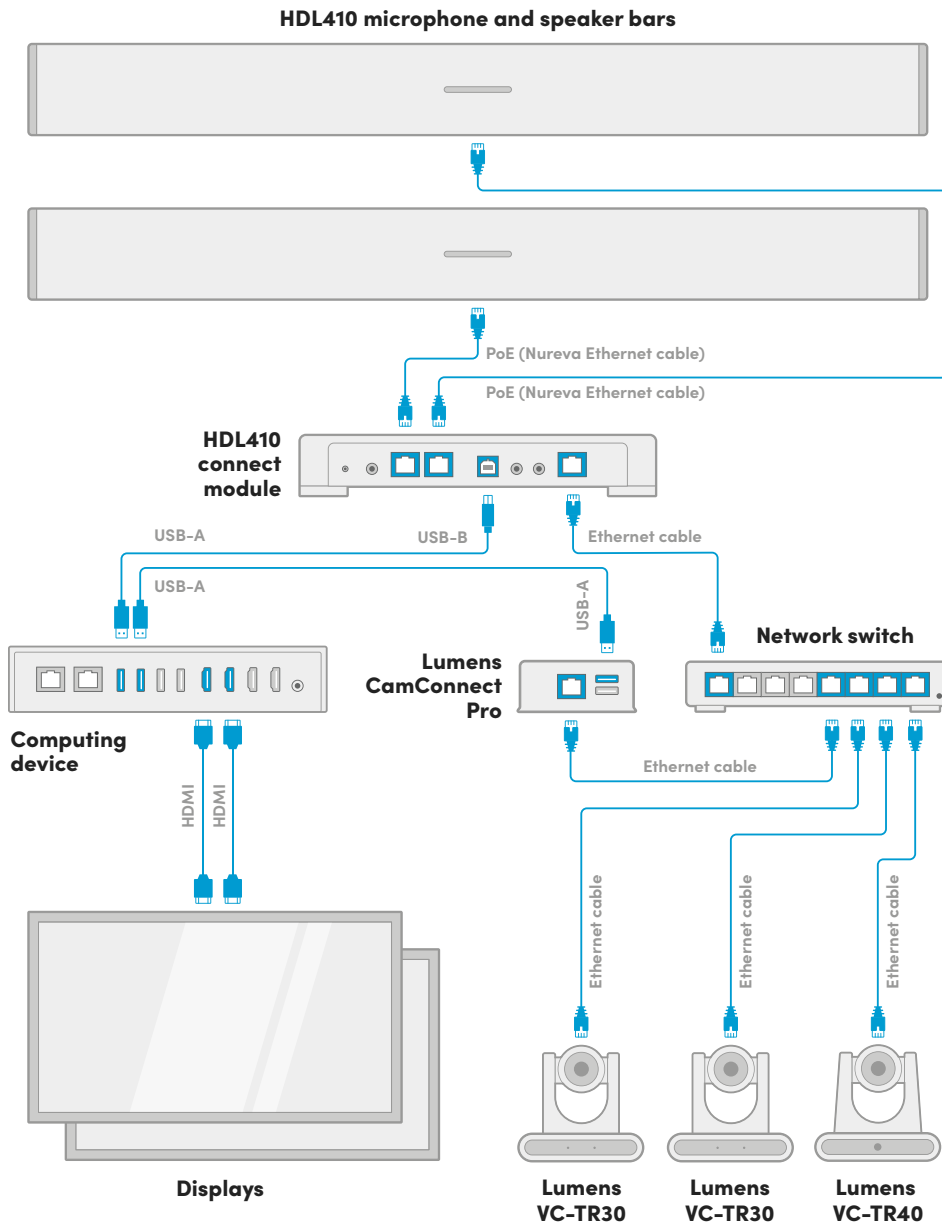 HDL410 microphone and speaker bars
PoE (Nureva Ethernet cable)
PoE (Nureva Ethernet cable)
HDL410
connect
module
USB-A
USB-B
Ethernet cable
USB-A
USB-A
Network switch
Lumens
CamConnect
Pro
Computing
device
Ethernet cable
HDMI
HDMI
Ethernet cable
Ethernet cable
Ethernet cable
Displays
Lumens
VC-TR30
Lumens
VC-TR30
Lumens
VC-TR40